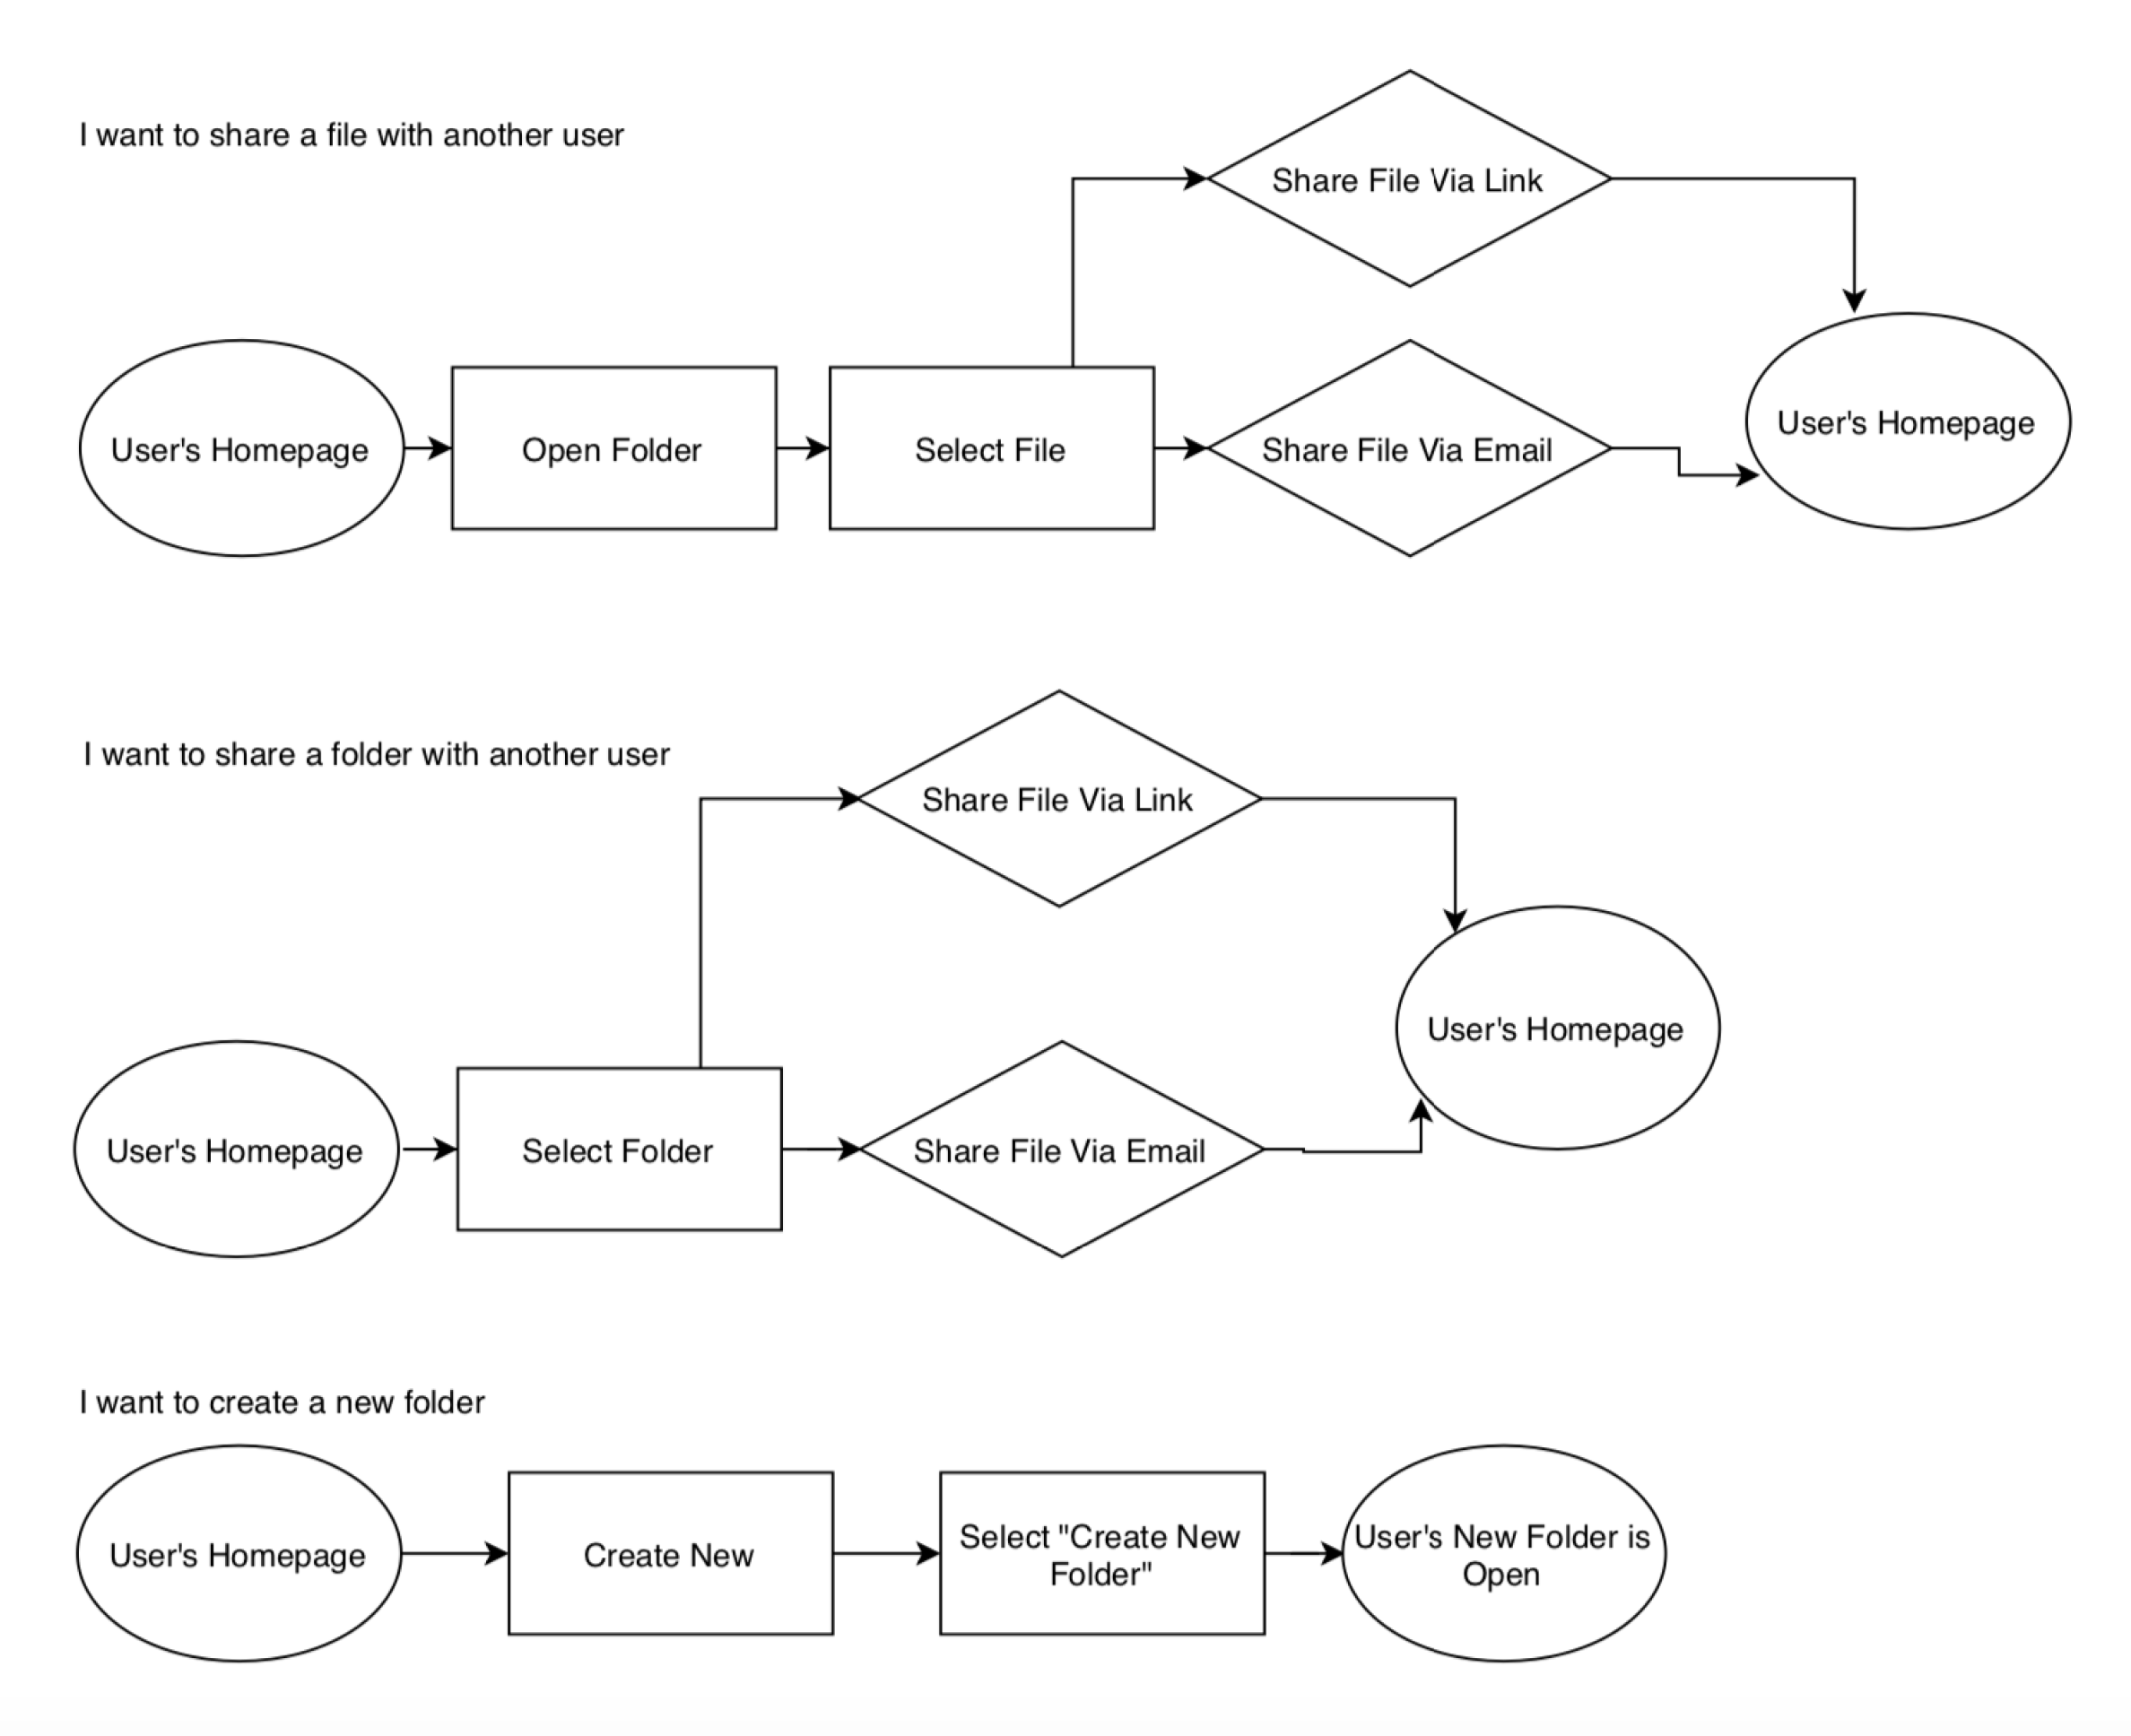 I want to share a file with another user
Share File Via Link
User's Homepage
Open Folder
Select File
Share File Via Email
User's Homepage
I want to share a folder with another user
Share File Via Link
User's Homepage
User's Homepage
Select Folder
Share File Via Email
I want to create a new folder
User's Homepage
Create New
Select "Create New
Folder"
User's New Folder is
Open